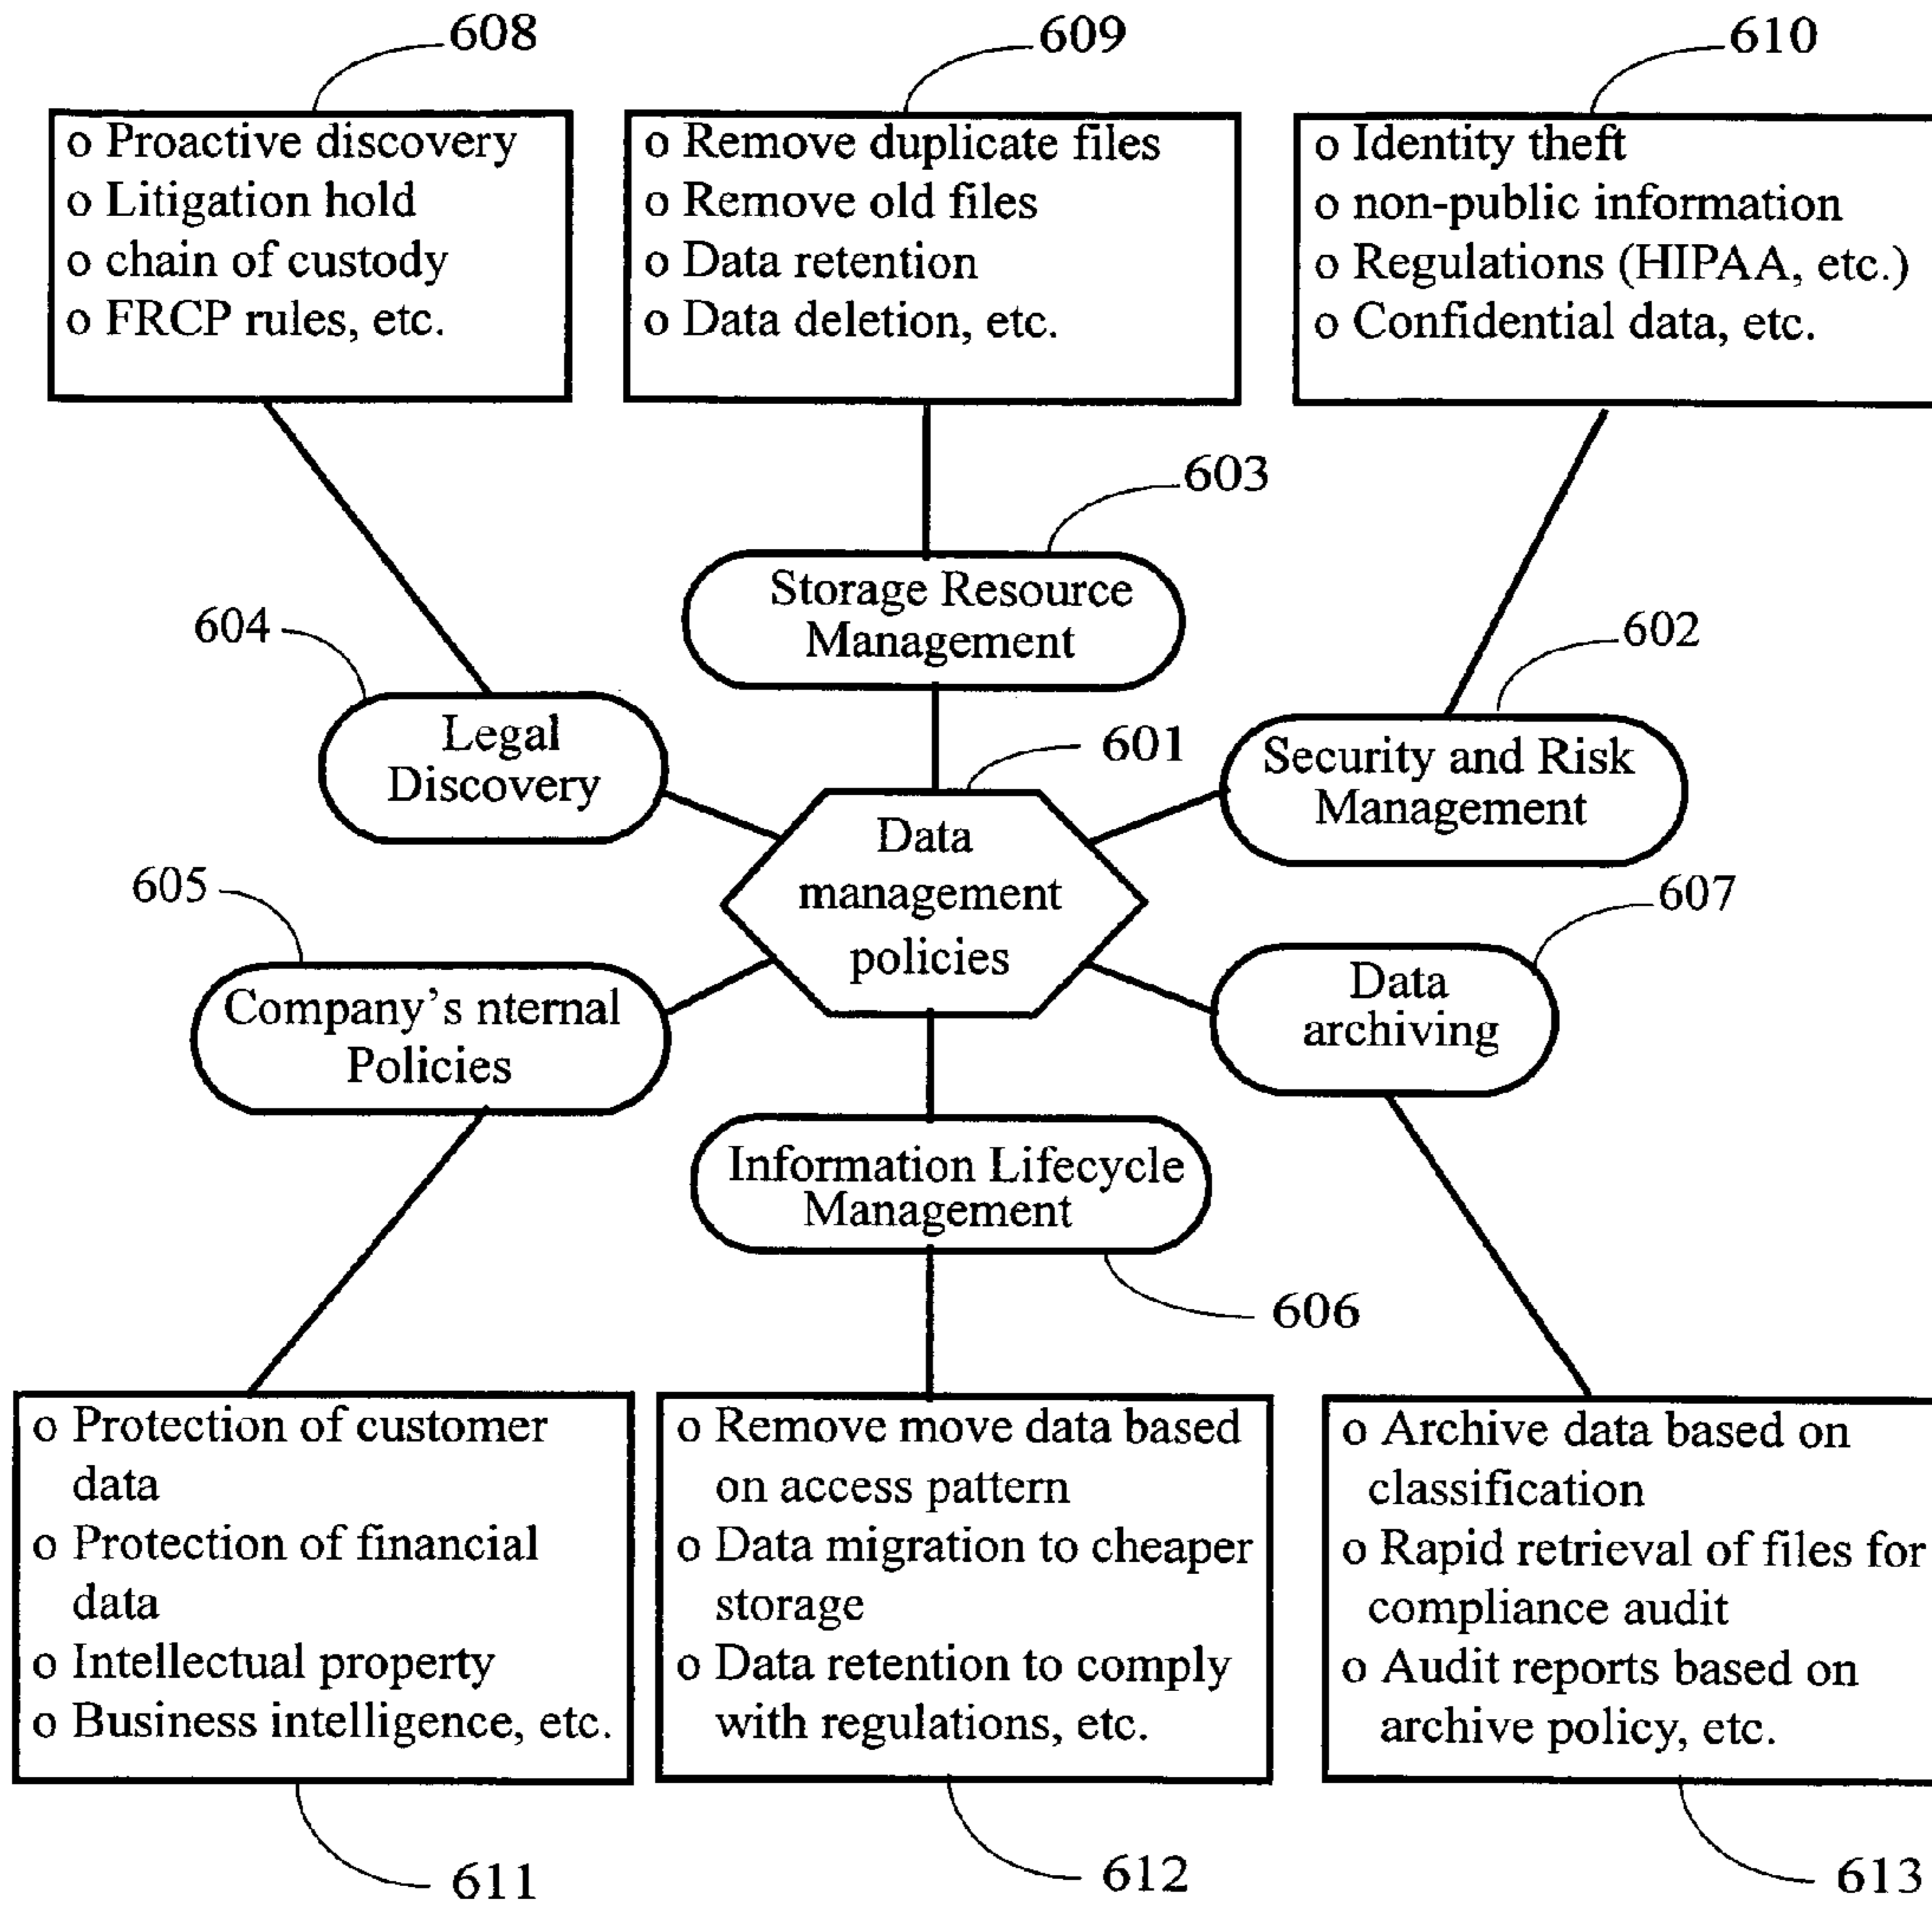 608
609
610
o Proactive discovery
o Litigation hold
o chain of custody
o FRCP rules, etc.
o Remove duplicate files
o Remove old files
o Data retention
o Data deletion, etc.
o Identity theft
o non-public information
o Regulations (HIPAA, etc.)
o Confidential data, etc.
603
Storage Resource
Management
604
Legal
Discovery
602
Security and Risk
Management
601
Data
management
policies
605
Company’s nternal
Policies
607
Data
archiving
Information Lifecycle
Management
606
o Protection of customer
data
o Protection of financial
data
o Intellectual property
o Business intelligence, etc.
o Remove move data based
on access pattern
o Data migration to cheaper
storage
o Data retention to comply
with regulations, etc.
o Archive data based on
classification
o Rapid retrieval of files for
compliance audit
o Audit reports based on
archive policy, etc.
611
612
613